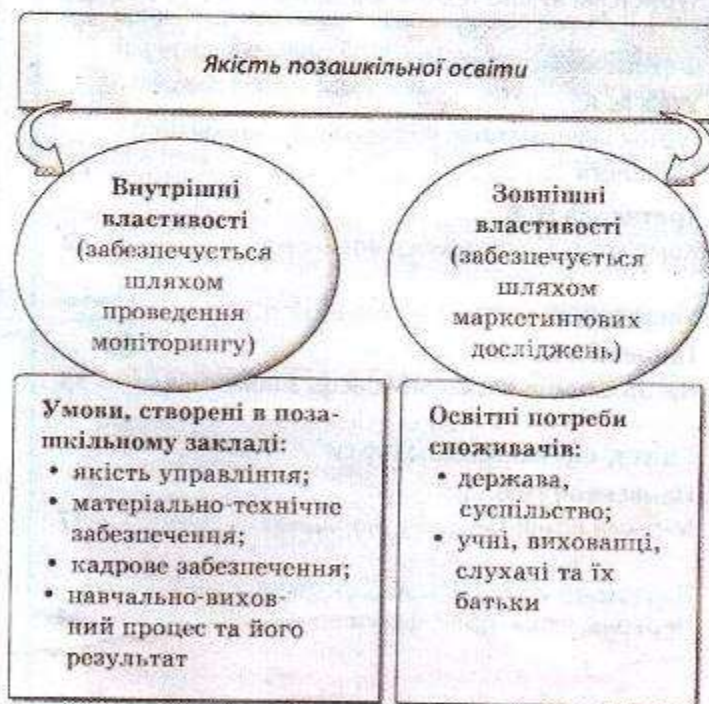 Якість позашкільної освіти
Внутрішні
властивості
(забезпечується
шляхом
проведення
моніторингу)
Зовнішні
властивості
(забезпечується
шляхом
маркетингових
досліджень)
Умови, створені в поза-
шкільному закладі:
• якість управління;
• матеріально-технічне
забезпечення;
• кадрове забезпечення;
• навчально-вихов-
ний процес та його
результат
Освітні потреби
споживачів:
• держава,
суспільство;
• учні, вихованці,
слухачі та їх
батьки